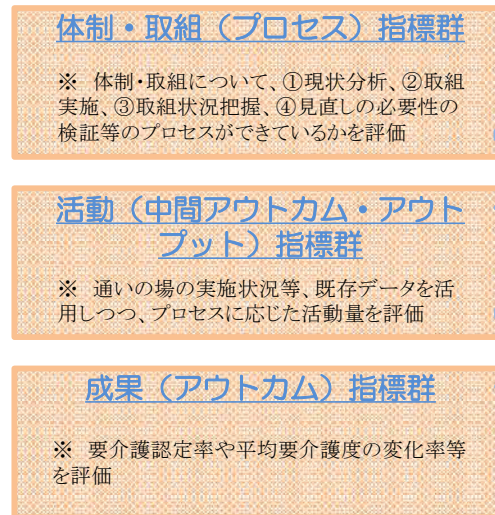 体制・取組（プロセス）指標群
※ 体制・取組について、①現状分析、②取組
実施、③取組状況把握、④見直しの必要性の
検証等のプロセスができているかを評価
活動（中間アウトカム・アウト
プット）指標群
※ 通いの場の実施状況等、既存データを活
用しつつ、プロセスに応じた活動量を評価
成果（アウトカム）指標群
※ 要介護認定率や平均要介護度の変化率等
を評価